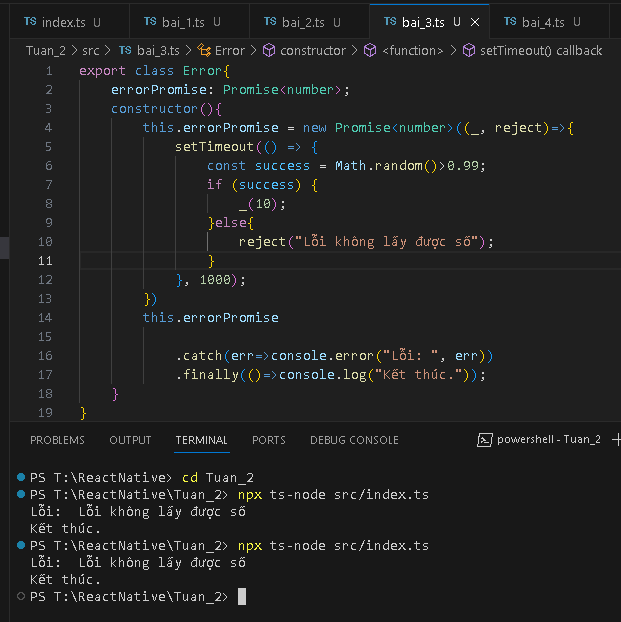 TS index.ts U TS bai_1.ts U TS bai_2.ts U TS bai_3.ts U × TS bai_4.ts U
Tuan_2 > src > TS bai_3.ts > Error > constructor > <function> > setTimeout() callback
1 export class Error{
2 errorPromise: Promise<number>;
3 constructor(){
4 this.errorPromise = new Promise<number>((_, reject)=>{
5 setTimeout(() => {
6 const success = Math.random()>0.99;
7 if (success) {
8 _(10);
9 }else{
10 reject("Lỗi không lấy được số");
11 }
12 }, 1000);
13 })
14 this.errorPromise
15
16 .catch(err=>console.error("Lỗi: ", err))
17 .finally(()=>console.log("Kết thúc."));
18 }
19 }
PROBLEMS OUTPUT TERMINAL PORTS DEBUG CONSOLE powershell - Tuan_2 +
PS T:\ReactNative> cd Tuan_2
PS T:\ReactNative\Tuan_2> npx ts-node src/index.ts
Lỗi:  Lỗi không lấy được số
Kết thúc.
PS T:\ReactNative\Tuan_2> npx ts-node src/index.ts
Lỗi:  Lỗi không lấy được số
Kết thúc.
PS T:\ReactNative\Tuan_2>